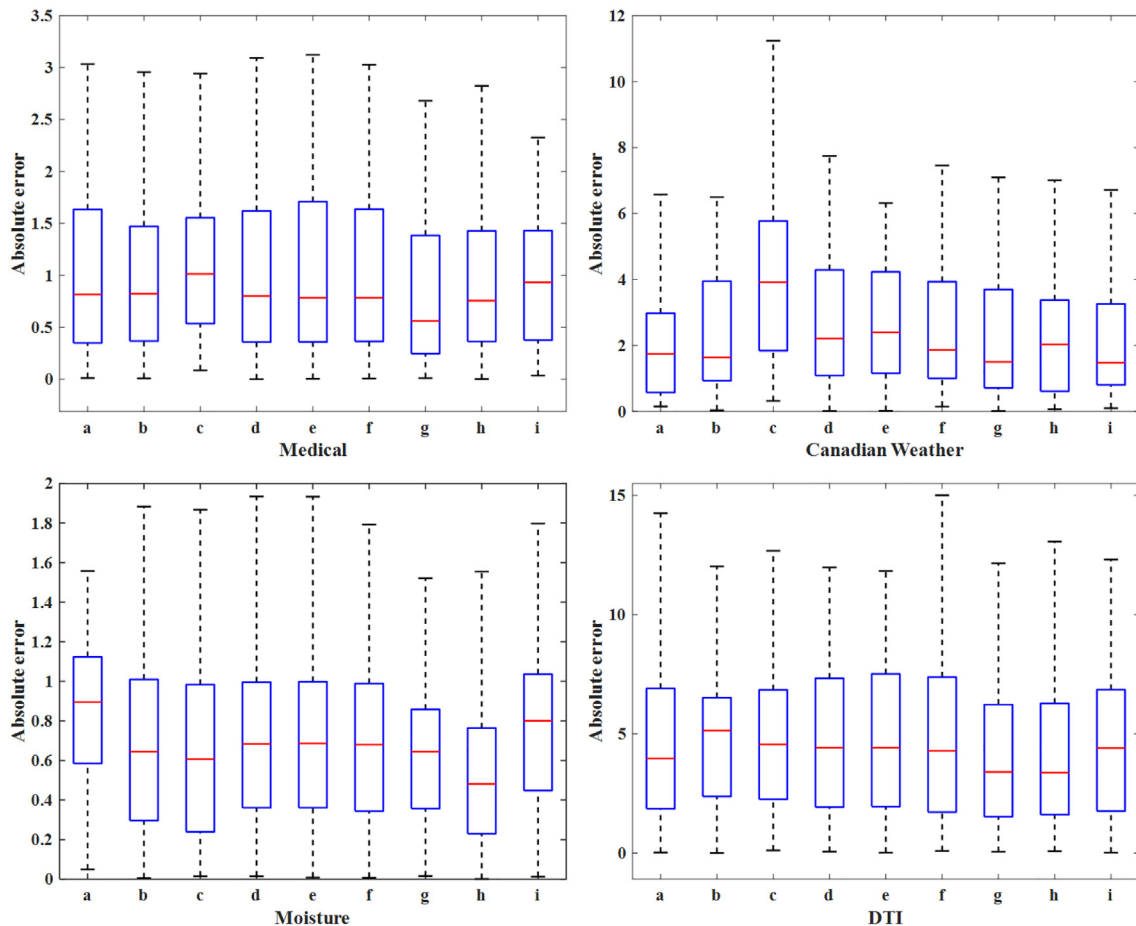 3.5
3
2.5
2
1.5
1
0.5
0
Absolute error
a b c d e f g h i
Medical
12
10
8
6
4
2
0
Absolute error
a b c d e f g h i
Canadian Weather
2
1.8
1.6
1.4
1.2
1
0.8
0.6
0.4
0.2
0
Absolute error
a b c d e f g h i
Moisture
15
10
5
0
Absolute error
a b c d e f g h i
DTI